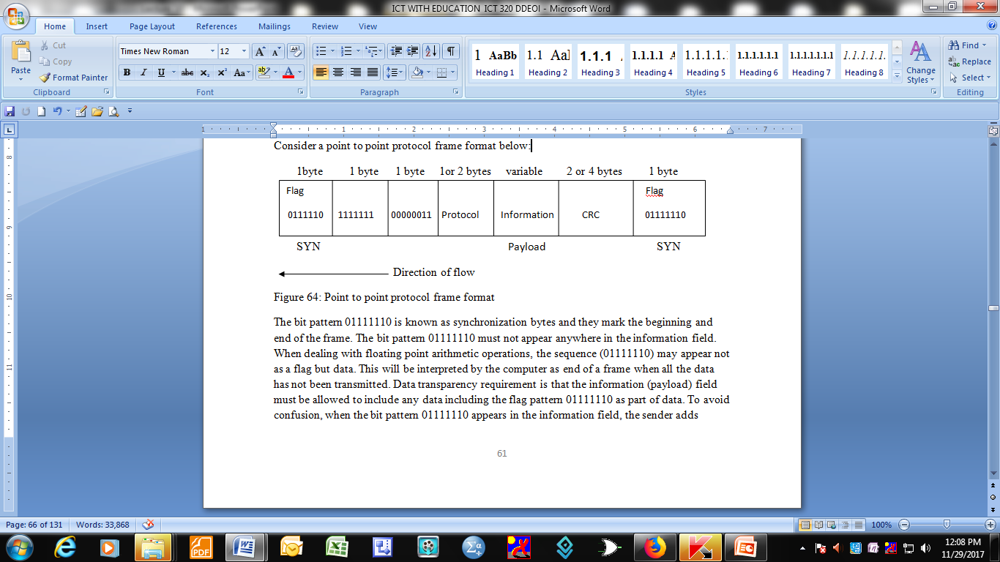 ICT WITH EDUCATION ICT 320 DDEOI - Microsoft Word
Home Insert Page Layout References Mailings Review View
Paste
Cut
Copy
Format Painter
Clipboard
Times New Roman 12
Font
Paragraph
1 AaBb 1.1 AaI 1.1.1 1.1.1.1 A 1.1.1.1.1. 1.1.1.1.1.1 1.1.1.1.1.1.1 1.1.1.1.1.
Heading 1 Heading 2 Heading 3 Heading 4 Heading 5 Heading 6 Heading 7 Heading 8
Change Styles
Styles
Find
Replace
Select
Editing
1 1 2 3 4 5 6 7
8
9
10
11
Consider a point to point protocol frame format below:
1byte 1 byte 1 byte 1or 2 bytes variable 2 or 4 bytes 1 byte
Flag Flag
0111110 1111111 00000011 Protocol Information CRC 01111110
SYN Payload SYN
Direction of flow
Figure 64: Point to point protocol frame format
The bit pattern 01111110 is known as synchronization bytes and they mark the beginning and
end of the frame. The bit pattern 01111110 must not appear anywhere in the information field.
When dealing with floating point arithmetic operations, the sequence (01111110) may appear not
as a flag but data. This will be interpreted by the computer as end of a frame when all the data
has not been transmitted. Data transparency requirement is that the information (payload) field
must be allowed to include any data including the flag pattern 01111110 as part of data. To avoid
confusion, when the bit pattern 01111110 appears in the information field, the sender adds
61
Page: 66 of 131 Words: 33,868 100%
PDF
12:08 PM
11/29/2017